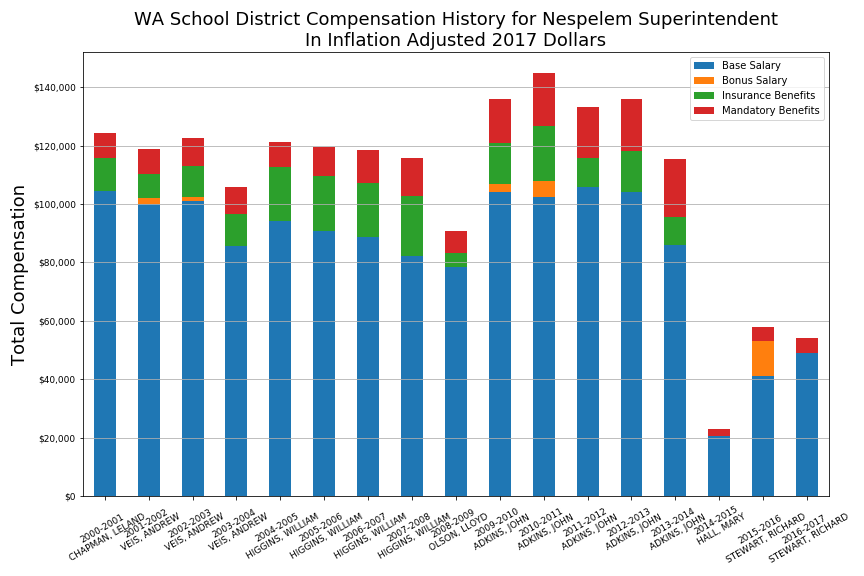 WA School District Compensation History for Nespelem Superintendent
In Inflation Adjusted 2017 Dollars
Base Salary
Bonus Salary
Insurance Benefits
Mandatory Benefits
Total Compensation
$140,000
$120,000
$100,000
$80,000
$60,000
$40,000
$20,000
$0
2000-2001
CHAPMAN, LELAND
2001-2002
VEIS, ANDREW
2002-2003
VEIS, ANDREW
2003-2004
VEIS, ANDREW
2004-2005
HIGGINS, WILLIAM
2005-2006
HIGGINS, WILLIAM
2006-2007
HIGGINS, WILLIAM
2007-2008
HIGGINS, WILLIAM
2008-2009
OLSON, LLOYD
2009-2010
ADKINS, JOHN
2010-2011
ADKINS, JOHN
2011-2012
ADKINS, JOHN
2012-2013
ADKINS, JOHN
2013-2014
ADKINS, JOHN
2014-2015
HALL, MARY
2015-2016
STEWART, RICHARD
2016-2017
STEWART, RICHARD